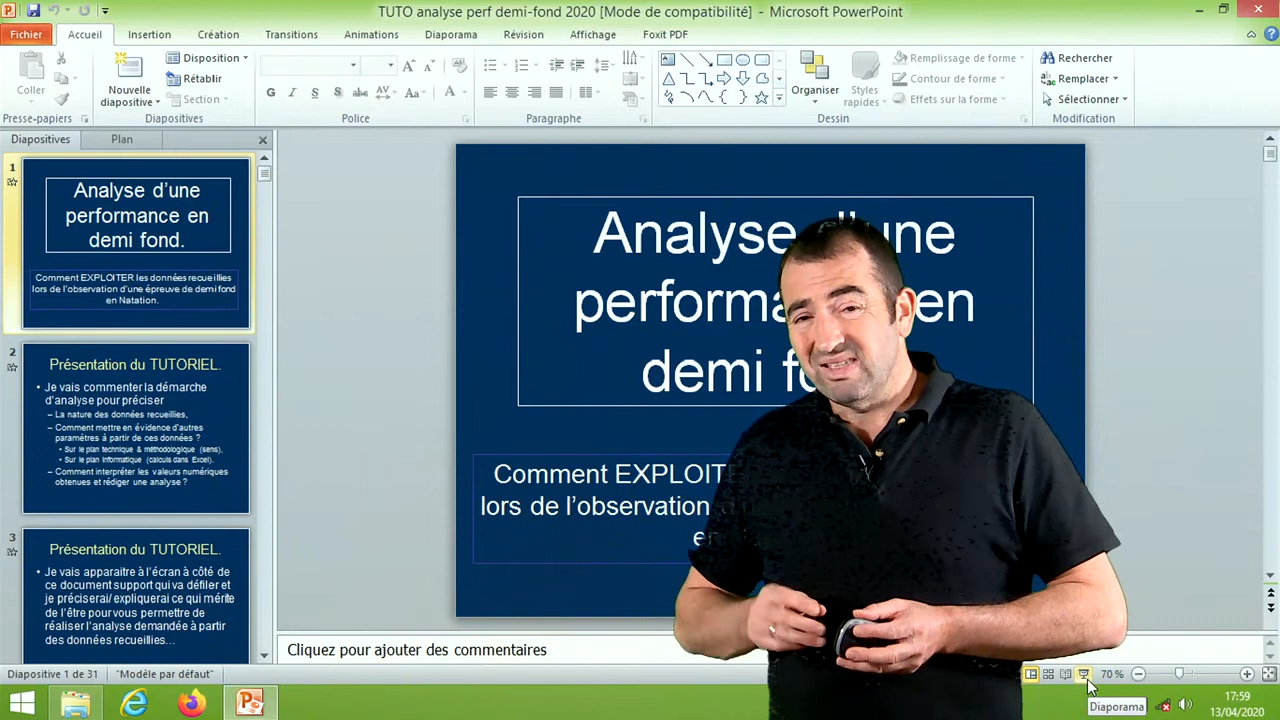 TUTO analyse perf demi-fond 2020 [Mode de compatibilité] - Microsoft PowerPoint
Fichier Accueil Insertion Création Transitions Animations Diaporama Révision Affichage Foxit PDF
Coller
Nouvelle
diapositive
Disposition
Rétablir
Section
G I S S abc AV Aa A
Organiser
Styles
rapides
Remplissage de forme
Contour de forme
Effets sur la forme
Rechercher
Remplacer
Sélectionner
Presse-papiers Diapositives Police Paragraphe Dessin Modification
Diapositives Plan
1
Analyse d'une
performance en
demi fond.
Comment EXPLOITER les données recueillies
lors de l'observation d'une épreuve de demi fond
en Natation.
2
Présentation du TUTORIEL.
• Je vais commenter la démarche
d'analyse pour préciser
– La nature des données recueillies,
– Comment mettre en évidence d'autres
paramètres à partir de ces données ?
• Sur le plan technique & méthodologique (sens),
• Sur le plan Informatique (calculs dans Excel).
– Comment interpréter les valeurs numériques
obtenues et rédiger une analyse ?
3
Présentation du TUTORIEL.
• Je vais apparaitre à l'écran à côté de
ce document support qui va défiler et
je préciserai/ expliquerai ce qui mérite
de l'être pour vous permettre de
réaliser l'analyse demandée à partir
des données recueillies...
Analyse d'une
performa en
demi fo
Comment EXPLOIT
lors de l'observation
en
Cliquez pour ajouter des commentaires
Diapositive 1 de 31 "Modèle par défaut" 70 %
Diaporama
17:59
13/04/2020